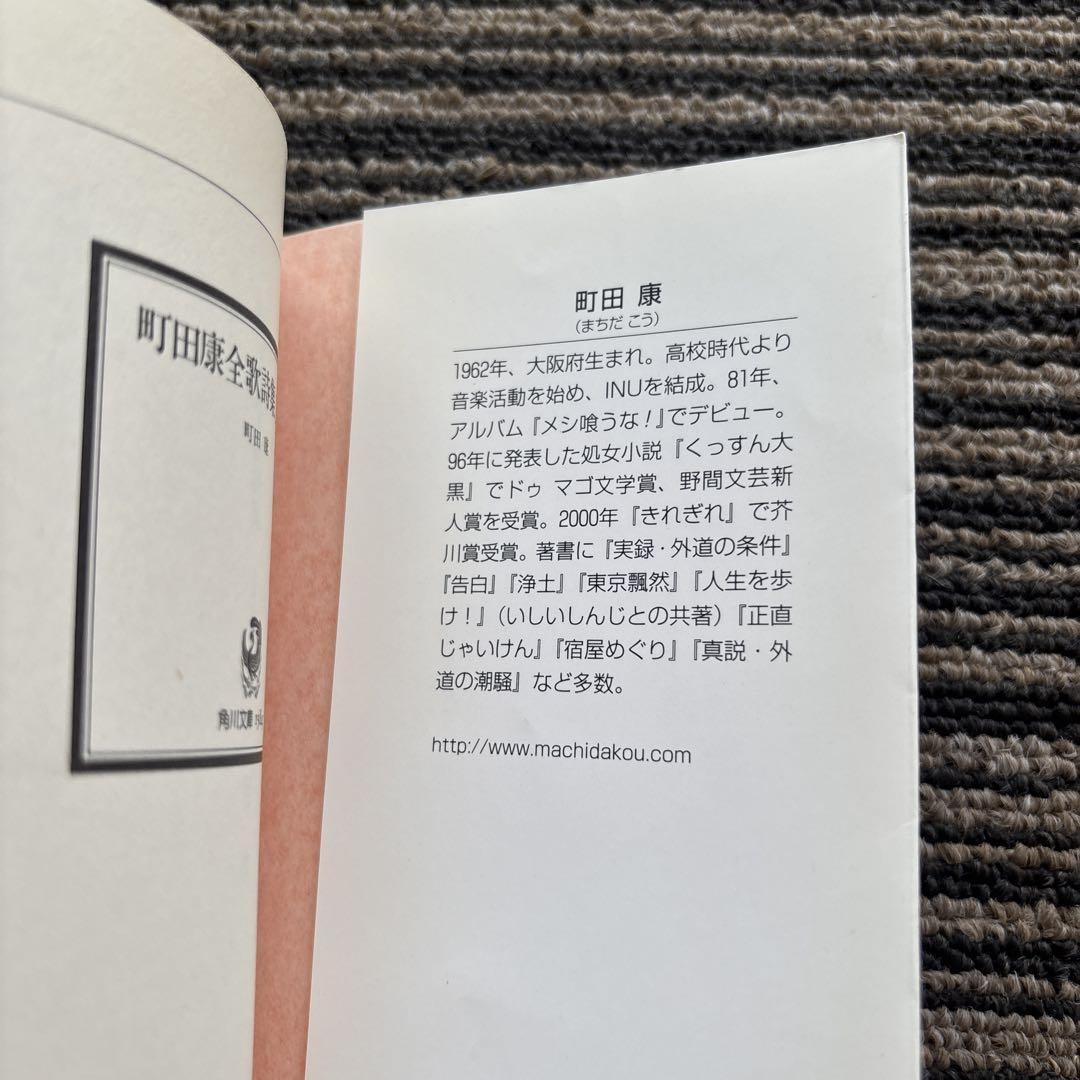 町田康全歌詩集
町田 康
角川文庫
町田 康
(まちだ こう)
1962年、大阪府生まれ。高校時代より
音楽活動を始め、INUを結成。81年、
アルバム『メシ喰うな!』でデビュー。
96年に発表した処女小説『くっすん大
黒』でドゥ マゴ文学賞、野間文芸新
人賞を受賞。2000年『きれぎれ』で芥
川賞受賞。著書に『実録・外道の条件』
『告白』『浄土』『東京飄然』『人生を歩
け!』(いしいしんじとの共著)『正直
じゃいけん』『宿屋めぐり』『真説・外
道の潮騒』など多数。
http://www.machidakou.com